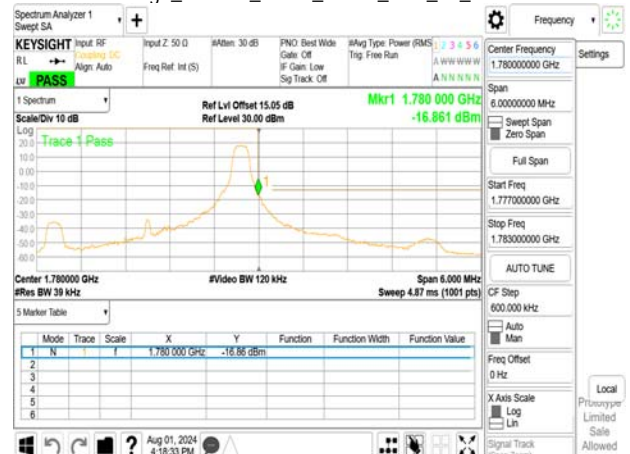 Spectrum Analyzer 1
Swept SA
+
Frequency
KEYSIGHT Input: RF Input Z: 50 Ω #Atten: 30 dB PNO: Best Wide #Avg Type: Power (RMS 1 2 3 4 5 6
RL Coupling: DC Gate: Off Trig: Free Run
Align: Auto Freq Ref: Int (S) IF Gain: Low A W W W W W
LW PASS Sig Track: Off A N N N N N
Center Frequency
1.780000000 GHz
Settings
Span
6.00000000 MHz
Swept Span
Zero Span
Full Span
Start Freq
1.777000000 GHz
Stop Freq
1.783000000 GHz
AUTO TUNE
CF Step
600.000 kHz
Auto
Man
Freq Offset
0 Hz
X Axis Scale
Log
Lin
Signal Track
Local
Prototype
Limited
Sale
Allowed
1 Spectrum
Scale/Div 10 dB
Ref Lvl Offset 15.05 dB
Ref Level 30.00 dBm
Mkr1 1.780 000 GHz
-16.861 dBm
Log
Trace 1 Pass
20.0
10.0
0.00
-10.0
-20.0
-30.0
-40.0
-50.0
-60.0
1
Center 1.780000 GHz #Video BW 120 kHz Span 6.000 MHz
#Res BW 39 kHz Sweep 4.87 ms (1001 pts)
5 Marker Table
Mode Trace Scale X Y Function Function Width Function Value
1 N 1 f 1.780 000 GHz -16.86 dBm
2
3
4
5
6
?
Aug 01, 2024
4:18:33 PM